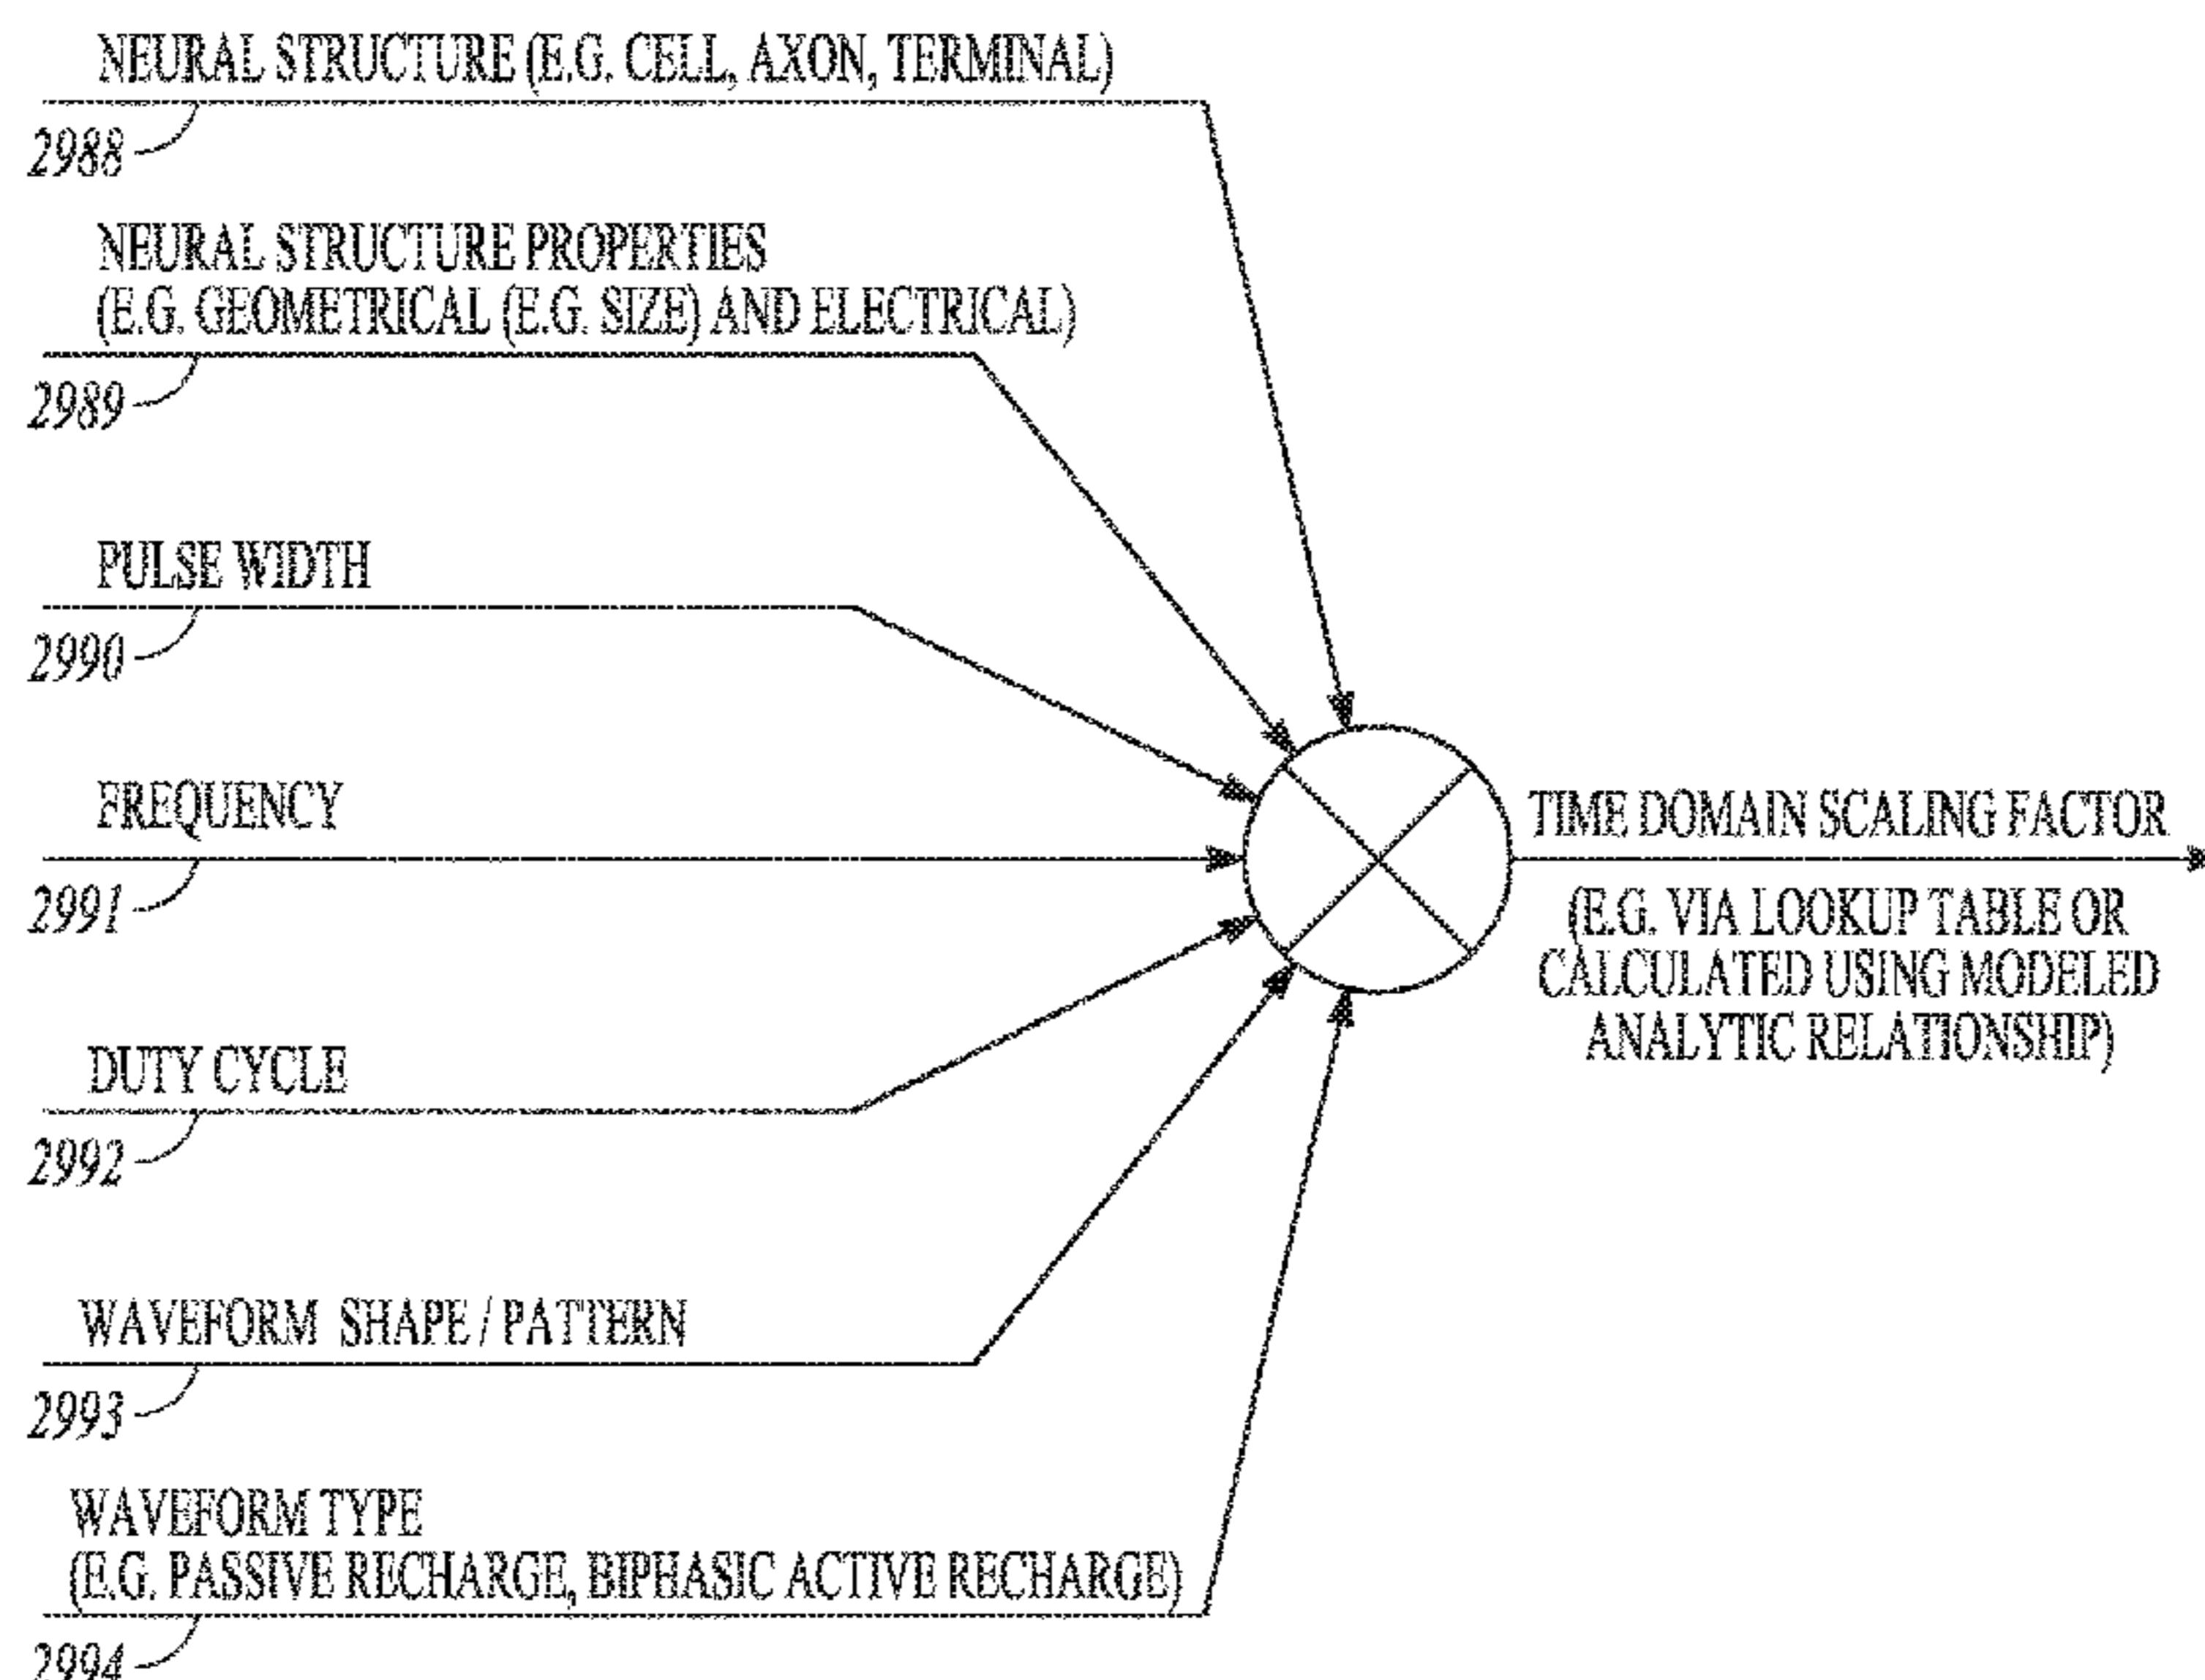 NEURAL STRUCTURE (E.G. CELL, AXON, TERMINAL)
2988
NEURAL STRUCTURE PROPERTIES
(E.G. GEOMETRICAL (E.G. SIZE) AND ELECTRICAL)
2989
PULSE WIDTH
2990
FREQUENCY
2991
TIME DOMAIN SCALING FACTOR
(E.G. VIA LOOKUP TABLE OR
CALCULATED USING MODELED
ANALYTIC RELATIONSHIP)
DUTY CYCLE
2992
WAVEFORM SHAPE / PATTERN
2993
WAVEFORM TYPE
(E.G. PASSIVE RECHARGE, BIPHASIC ACTIVE RECHARGE)
2994